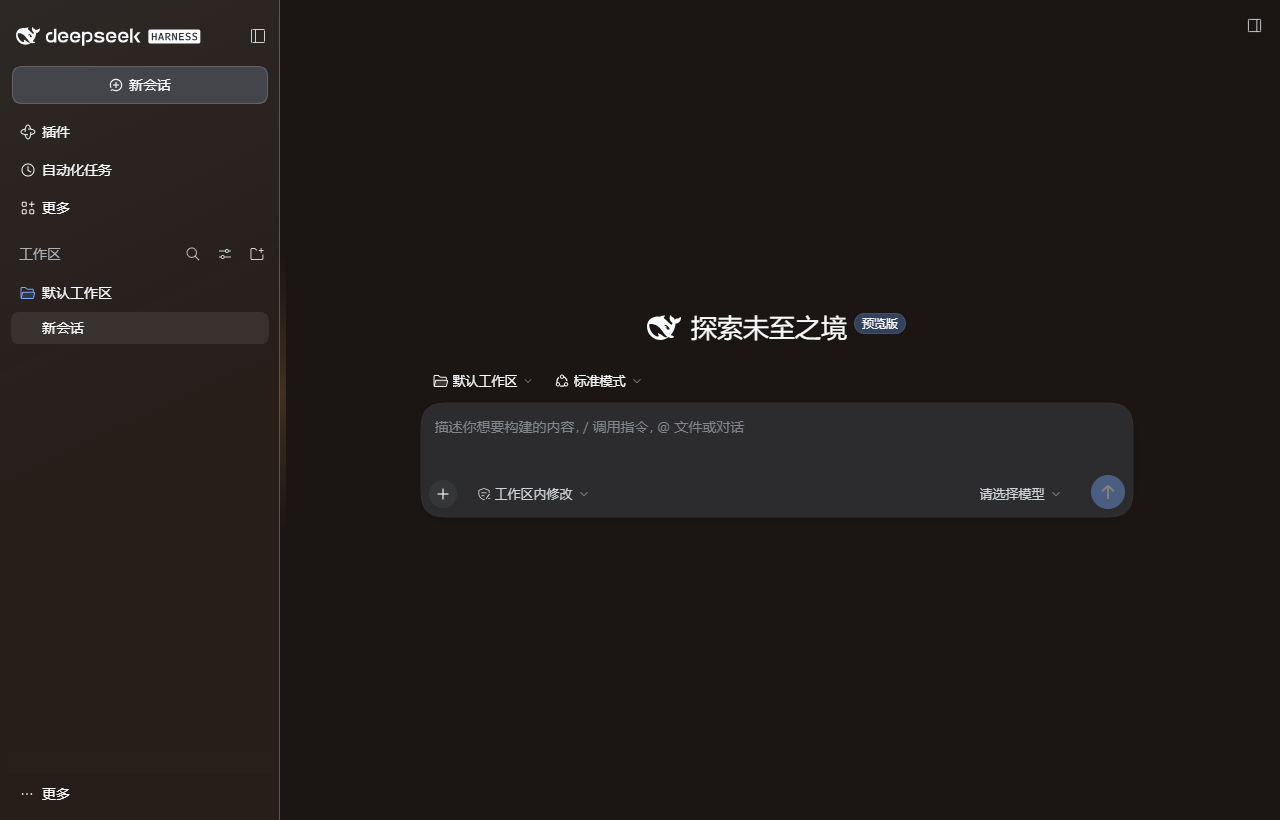 deepseek HARNESS
新会话
插件
自动化任务
更多
工作区
默认工作区
新会话
更多
探索未至之境 预览版
默认工作区 标准模式
描述你想要构建的内容, / 调用指令, @ 文件或对话
工作区内修改 请选择模型